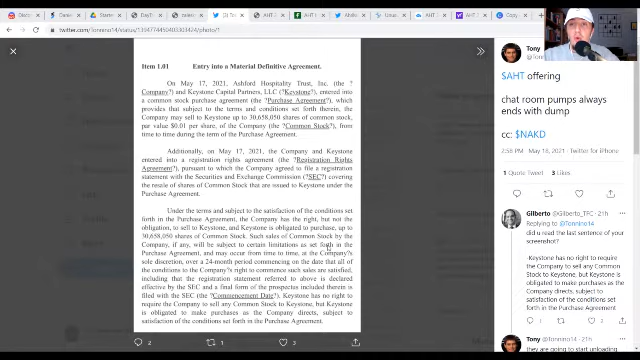 twitter.com/Tonnino14/status/1394774459403804675/photo/1
Item 1.01 Entry into a Material Definitive Agreement.
On May 17, 2021, Ashford Hospitality Trust, Inc. (the ?
Company?) and Keystone Capital Partners, LLC (?Keystone?), entered
into a common stock purchase agreement (the ?Purchase Agreement?), which
provides that subject to the terms and conditions set forth therein, the
Company may sell to Keystone up to 30,658,050 shares of common stock,
par value $0.01 per share, of the Company (the ?Common Stock?), from
time to time during the term of the Purchase Agreement.
Additionally, on May 17, 2021, the Company and Keystone
entered into a registration rights agreement (the ?Registration Rights
Agreement?), pursuant to which the Company agreed to file a registration
statement with the Securities and Exchange Commission (?SEC?) covering
the resale of shares of Common Stock that are issued to Keystone under the
Purchase Agreement.
Under the terms and subject to the satisfaction of the conditions set
forth in the Purchase Agreement, the Company has the right, but not the
obligation, to sell to Keystone, and Keystone is obligated to purchase, up to
30,658,050 shares of Common Stock. Such sales of Common Stock by the
Company, if any, will be subject to certain limitations as set forth in the
Purchase Agreement, and may occur from time to time, at the Company?s
sole discretion, over a 24-month period commencing on the date that all of
the conditions to the Company?s right to commence such sales are satisfied,
including that the registration statement referred to above is declared
effective by the SEC and a final form of the prospectus included therein is
filed with the SEC (the ?Commencement Date?). Keystone has no right to
require the Company to sell any Common Stock to Keystone, but Keystone
is obligated to make purchases as the Company directs, subject to
satisfaction of the conditions set forth in the Purchase Agreement.
2
1
3
Tony
@Tonnino14
$AHT offering
chat room pumps always
ends with dump
cc: $NAKD
2:58 PM · May 18, 2021 · Twitter for iPhone
1 Quote Tweet 3 Likes
Gilberto @Gilberto_TFC · 21h
Replying to @Tonnino14
did u read the last sentence of your
screenshot?
Keystone has no right to require
the Company to sell any Common
Stock to Keystone, but Keystone is
obligated to make purchases as the
Company directs, subject to
satisfaction of the conditions set
forth in the Purchase Agreement
1
Tony @Tonnino14 · 21h
they are going to start unloading